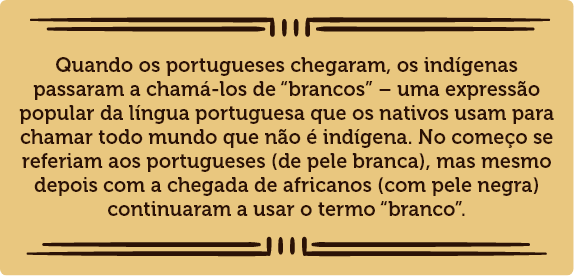 Quando os portugueses chegaram, os indígenas
passaram a chamá-los de “brancos” – uma expressão
popular da língua portuguesa que os nativos usam para
chamar todo mundo que não é indígena. No começo se
referiam aos portugueses (de pele branca), mas mesmo
depois com a chegada de africanos (com pele negra)
continuaram a usar o termo “branco”.